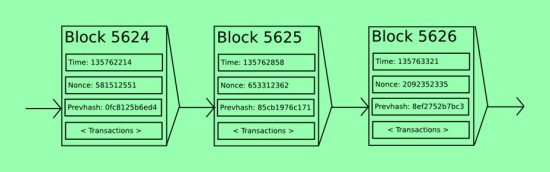 Block 5624
Time: 135762214
Nonce: 581512551
Prevhash: 0fc8125b6ed4
< Transactions >
Block 5625
Time: 135762858
Nonce: 653312362
Prevhash: 85cb1976c171
< Transactions >
Block 5626
Time: 135763321
Nonce: 2092352335
Prevhash: 8ef2752b7bc3
< Transactions >